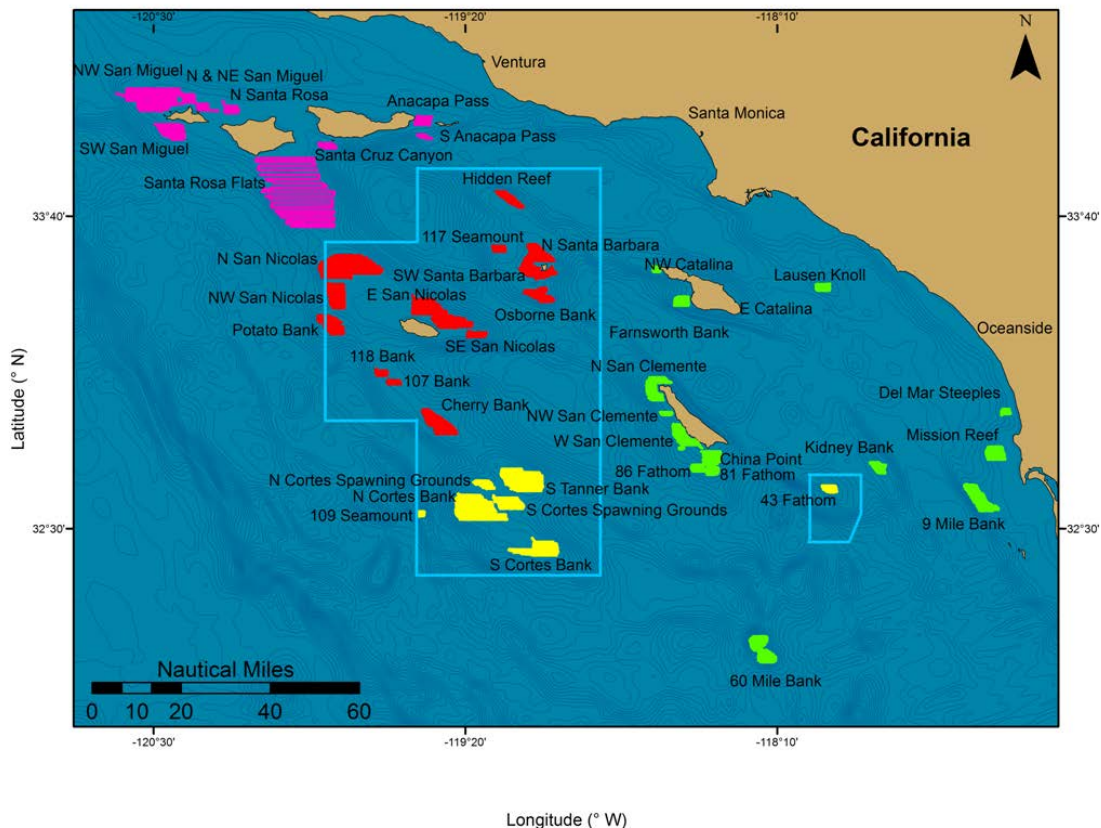 -120°30'
-119°20'
-118°10'
N
Ventura
NW San Miguel
N & NE San Miguel
N Santa Rosa
Anacapa Pass
Santa Monica
California
S Anacapa Pass
SW San Miguel
Santa Cruz Canyon
Santa Rosa Flats
Hidden Reef
33°40'
33°40'
117 Seamount
N Santa Barbara
N San Nicolas
SW Santa Barbara
NW Catalina
Lausen Knoll
NW San Nicolas
E San Nicolas
E Catalina
Osborne Bank
Potato Bank
Farnsworth Bank
Oceanside
SE San Nicolas
118 Bank
N San Clemente
107 Bank
Del Mar Steeples
Cherry Bank
NW San Clemente
Mission Reef
W San Clemente
Kidney Bank
China Point
86 Fathom
81 Fathom
N Cortes Spawning Grounds
S Tanner Bank
N Cortes Bank
43 Fathom
S Cortes Spawning Grounds
109 Seamount
9 Mile Bank
32°30'
32°30'
S Cortes Bank
Nautical Miles
60 Mile Bank
0 10 20 40 60
-120°30'
-119°20'
-118°10'
Latitude (° N)
Longitude (° W)